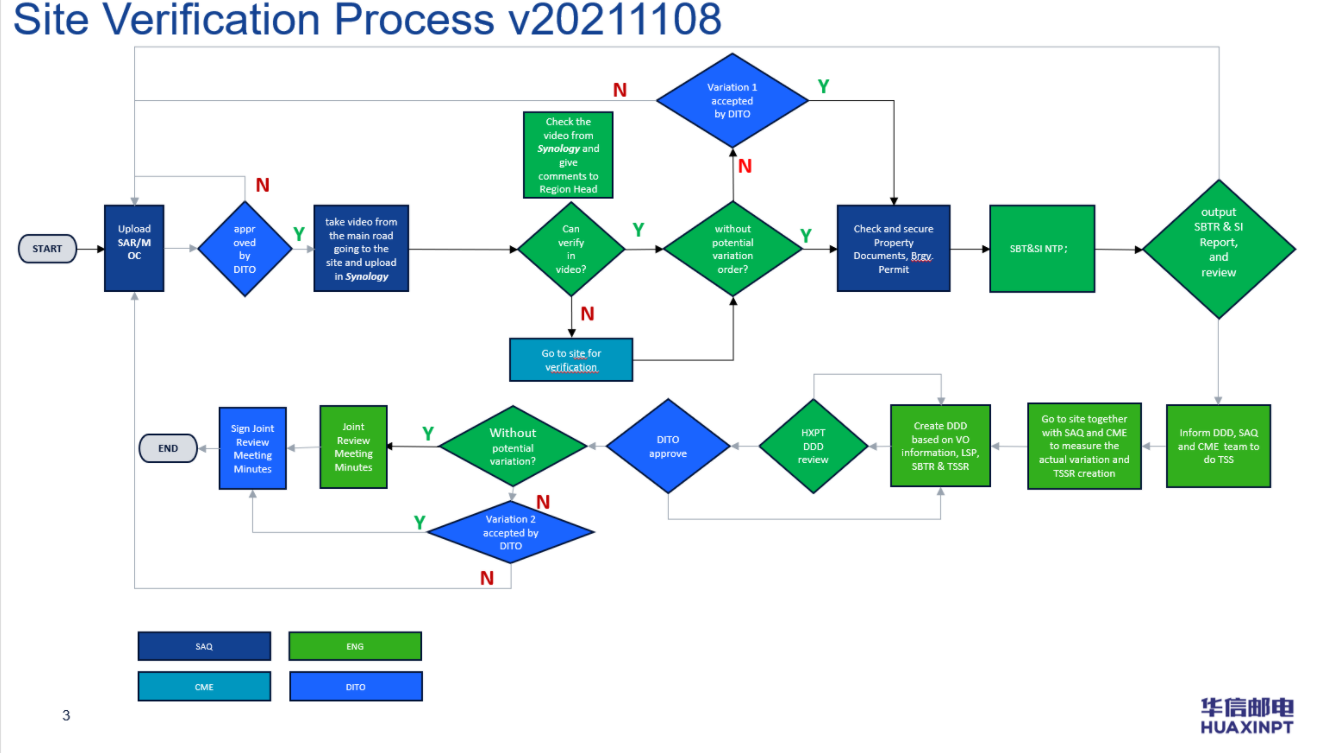 Site Verification Process v20211108
N
Variation 1
accepted
by DITO
Y
Check the
video from
Synology and
give
comments to
Region Head
N
N
START
Upload
SAR/M
OC
appr
oved
by
DITO
Y
take video from
the main road
going to the
site and upload
in Synology
Can
verify
in
video?
Y
without
potential
variation
order?
Y
Check and secure
Property
Documents, Brgy.
Permit
SBT&SI NTP；
output
SBTR & SI
Report,
and
review
N
Go to site for
verification
END
Sign Joint
Review
Meeting
Minutes
Joint
Review
Meeting
Minutes
Y
Without
potential
variation?
DITO
approve
HXPT
DDD
review
Create DDD
based on VO
information, LSP,
SBTR & TSSR
Go to site together
with SAQ and CME
to measure the
actual variation and
TSSR creation
Inform DDD, SAQ
and CME team to
do TSS
N
Y
Variation 2
accepted by
DITO
N
SAQ
ENG
CME
DITO
3
华信邮电
HUAXINPT